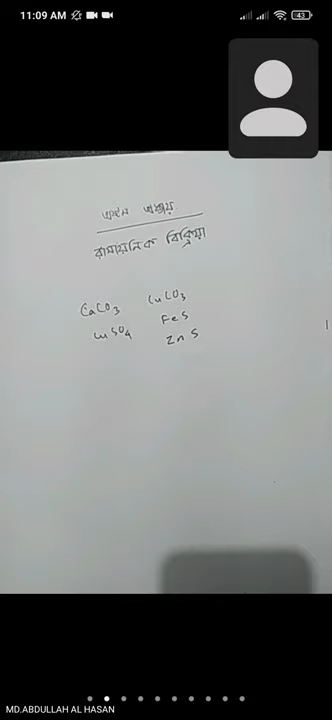 11:09 AM 43
রাসায়নিক বিক্রিয়া
CaCO3 CuCO3
CuSO4 FeS
ZnS
MD.ABDULLAH AL HASAN